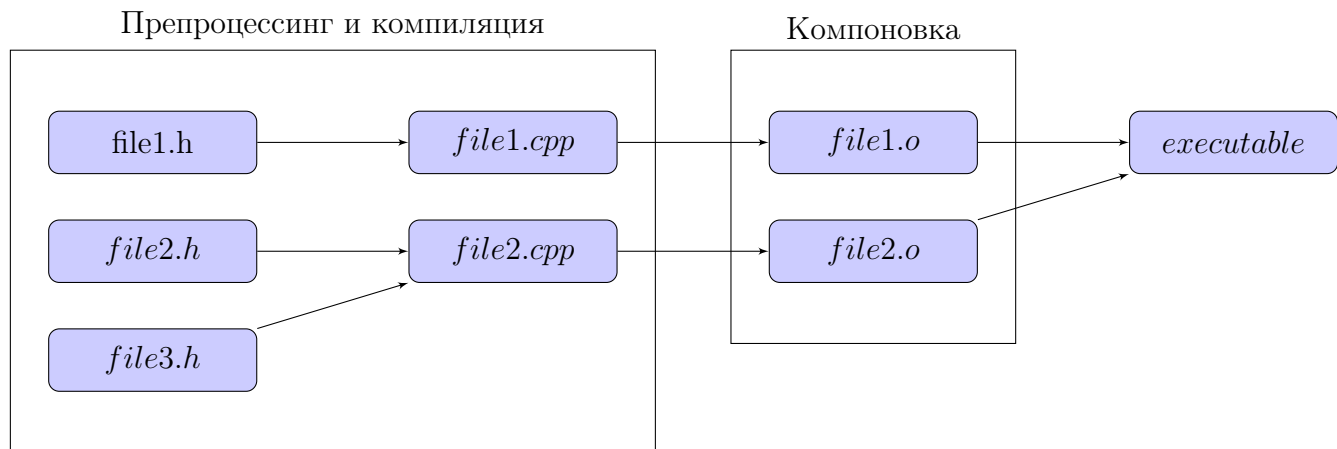 Препроцессинг и компиляция
Компоновка
file1.h
file1.cpp
file1.o
executable
file2.h
file2.cpp
file2.o
file3.h